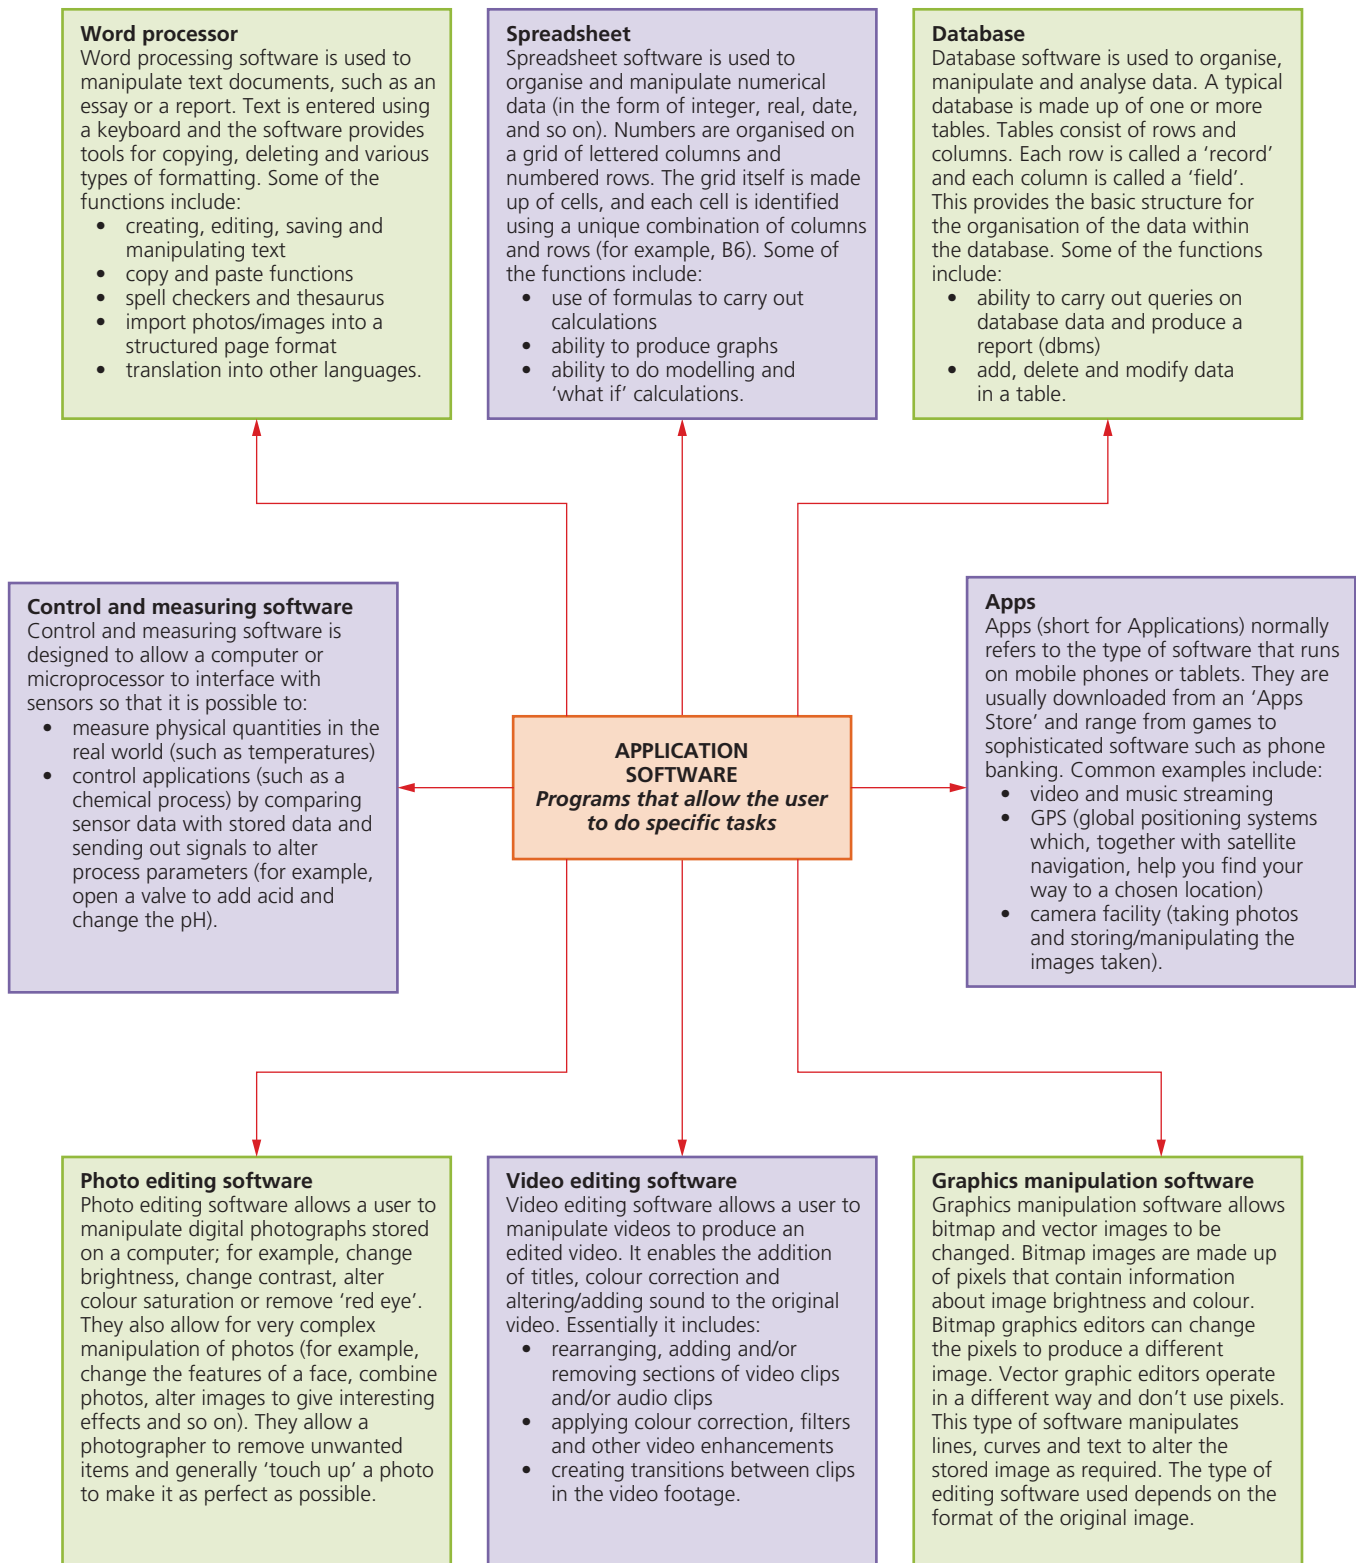 Word processor
Word processing software is used to
manipulate text documents, such as an
essay or a report. Text is entered using
a keyboard and the software provides
tools for copying, deleting and various
types of formatting. Some of the
functions include:
• creating, editing, saving and
manipulating text
• copy and paste functions
• spell checkers and thesaurus
• import photos/images into a
structured page format
• translation into other languages.
Spreadsheet
Spreadsheet software is used to
organise and manipulate numerical
data (in the form of integer, real, date,
and so on). Numbers are organised on
a grid of lettered columns and
numbered rows. The grid itself is made
up of cells, and each cell is identified
using a unique combination of columns
and rows (for example, B6). Some of
the functions include:
• use of formulas to carry out
calculations
• ability to produce graphs
• ability to do modelling and
‘what if’ calculations.
Database
Database software is used to organise,
manipulate and analyse data. A typical
database is made up of one or more
tables. Tables consist of rows and
columns. Each row is called a ‘record’
and each column is called a ‘field’.
This provides the basic structure for
the organisation of the data within
the database. Some of the functions
include:
• ability to carry out queries on
database data and produce a
report (dbms)
• add, delete and modify data
in a table.
Control and measuring software
Control and measuring software is
designed to allow a computer or
microprocessor to interface with
sensors so that it is possible to:
• measure physical quantities in the
real world (such as temperatures)
• control applications (such as a
chemical process) by comparing
sensor data with stored data and
sending out signals to alter
process parameters (for example,
open a valve to add acid and
change the pH).
APPLICATION
SOFTWARE
Programs that allow the user
to do specific tasks
Apps
Apps (short for Applications) normally
refers to the type of software that runs
on mobile phones or tablets. They are
usually downloaded from an ‘Apps
Store’ and range from games to
sophisticated software such as phone
banking. Common examples include:
• video and music streaming
• GPS (global positioning systems
which, together with satellite
navigation, help you find your
way to a chosen location)
• camera facility (taking photos
and storing/manipulating the
images taken).
Photo editing software
Photo editing software allows a user to
manipulate digital photographs stored
on a computer; for example, change
brightness, change contrast, alter
colour saturation or remove ‘red eye’.
They also allow for very complex
manipulation of photos (for example,
change the features of a face, combine
photos, alter images to give interesting
effects and so on). They allow a
photographer to remove unwanted
items and generally ‘touch up’ a photo
to make it as perfect as possible.
Video editing software
Video editing software allows a user to
manipulate videos to produce an
edited video. It enables the addition
of titles, colour correction and
altering/adding sound to the original
video. Essentially it includes:
• rearranging, adding and/or
removing sections of video clips
and/or audio clips
• applying colour correction, filters
and other video enhancements
• creating transitions between clips
in the video footage.
Graphics manipulation software
Graphics manipulation software allows
bitmap and vector images to be
changed. Bitmap images are made up
of pixels that contain information
about image brightness and colour.
Bitmap graphics editors can change
the pixels to produce a different
image. Vector graphic editors operate
in a different way and don’t use pixels.
This type of software manipulates
lines, curves and text to alter the
stored image as required. The type of
editing software used depends on the
format of the original image.